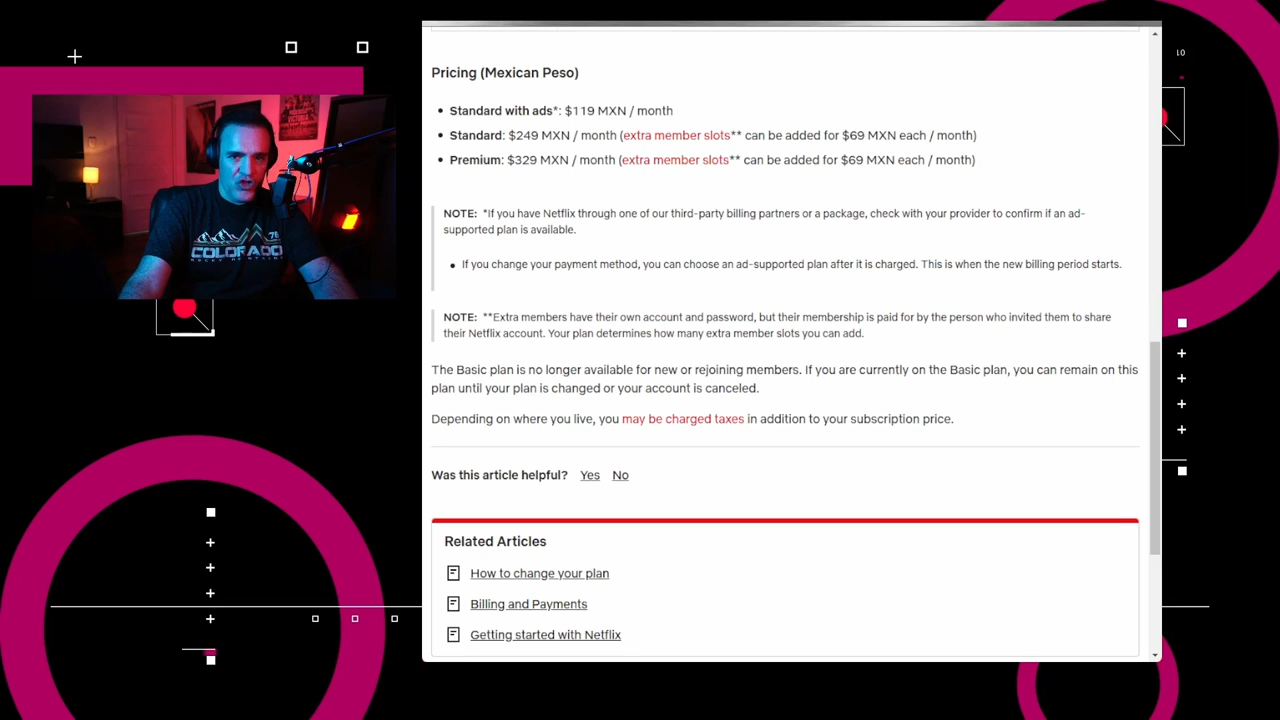 10
Pricing (Mexican Peso)
• Standard with ads*: $119 MXN / month
• Standard: $249 MXN / month (extra member slots** can be added for $69 MXN each / month)
• Premium: $329 MXN / month (extra member slots** can be added for $69 MXN each / month)
NOTE: *If you have Netflix through one of our third-party billing partners or a package, check with your provider to confirm if an ad-
supported plan is available.
• If you change your payment method, you can choose an ad-supported plan after it is charged. This is when the new billing period starts.
NOTE: **Extra members have their own account and password, but their membership is paid for by the person who invited them to share
their Netflix account. Your plan determines how many extra member slots you can add.
The Basic plan is no longer available for new or rejoining members. If you are currently on the Basic plan, you can remain on this
plan until your plan is changed or your account is canceled.
Depending on where you live, you may be charged taxes in addition to your subscription price.
Was this article helpful? Yes No
Related Articles
How to change your plan
Billing and Payments
Getting started with Netflix
76
COLORADO